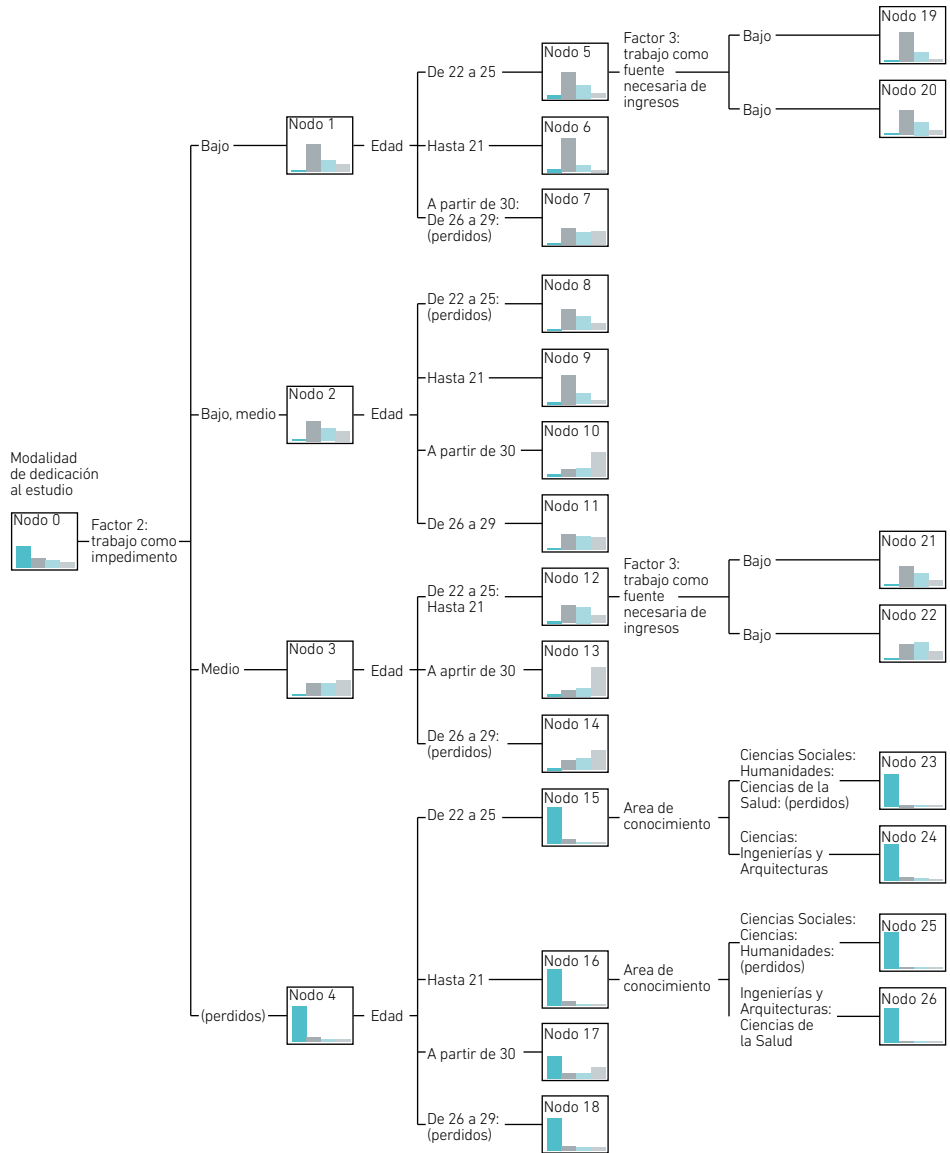 Modalidad
de dedicación
al estudio
Nodo 0
Factor 2:
trabajo como
impedimento
Bajo
Nodo 1
Edad
De 22 a 25
Nodo 5
Factor 3:
trabajo como
fuente
necesaria de
ingresos
Bajo
Nodo 19
Bajo
Nodo 20
Hasta 21
Nodo 6
A partir de 30:
De 26 a 29:
(perdidos)
Nodo 7
Bajo, medio
Nodo 2
Edad
De 22 a 25:
(perdidos)
Nodo 8
Hasta 21
Nodo 9
A partir de 30
Nodo 10
De 26 a 29
Nodo 11
Medio
Nodo 3
Edad
De 22 a 25:
Hasta 21
Nodo 12
Factor 3:
trabajo como
fuente
necesaria de
ingresos
Bajo
Nodo 21
Bajo
Nodo 22
A aprtir de 30
Nodo 13
De 26 a 29:
(perdidos)
Nodo 14
(perdidos)
Nodo 4
Edad
De 22 a 25
Nodo 15
Area de
conocimiento
Ciencias Sociales:
Humanidades:
Ciencias de la
Salud: (perdidos)
Nodo 23
Ciencias:
Ingenierías y
Arquitecturas
Nodo 24
Hasta 21
Nodo 16
Area de
conocimiento
Ciencias Sociales:
Ciencias:
Humanidades:
(perdidos)
Nodo 25
Ingenierías y
Arquitecturas:
Ciencias de
la Salud
Nodo 26
A partir de 30
Nodo 17
De 26 a 29:
(perdidos)
Nodo 18